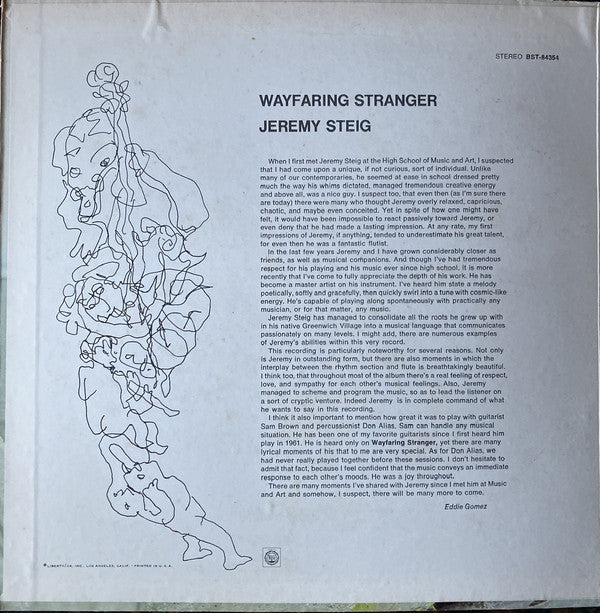 STEREO BST-84354
WAYFARING STRANGER
JEREMY STEIG
When I first met Jeremy Steig at the High School of Music and Art, I suspected
that I had come upon a unique, if not curious, sort of individual. Unlike
many of our contemporaries, he seemed at ease in school dressed pretty
much the way his whims dictated, managed tremendous creative energy
and above all, was a nice guy. I suspect too, that even then (as I'm sure there
are today) there were many who thought Jeremy overly relaxed, capricious,
chaotic, and maybe even conceited. Yet in spite of how one might have
felt, it would have been impossible to react passively toward Jeremy, or
even deny that he had made a lasting impression. At any rate, my first
impressions of Jeremy, if anything, tended to underestimate his great talent,
for even then he was a fantastic flutist.
In the last few years Jeremy and I have grown considerably closer as
friends, as well as musical companions. And though I've had tremendous
respect for his playing and his music ever since high school. It is more
recently that I've come to fully appreciate the depth of his work. He has
become a master artist on his instrument. I've heard him state a melody
poetically, softly and gracefully, then quickly swirl into a tune with cosmic-like
energy. He's capable of playing along spontaneously with practically any
musician, or for that matter, any music.
Jeremy Steig has managed to consolidate all the roots he grew up with
in his native Greenwich Village into a musical language that communicates
passionately on many levels. I might add, there are numerous examples
of Jeremy's abilities within this very record.
This recording is particularly noteworthy for several reasons. Not only
is Jeremy in outstanding form, but there are also moments in which the
interplay between the rhythm section and flute is breathtakingly beautiful.
I think too, that throughout most of the album there's a real feeling of respect,
love, and sympathy for each other's musical feelings. Also, Jeremy
managed to scheme and program the music, so as to lead the listener on
a sort of cryptic venture. Indeed Jeremy is in complete command of what
he wants to say in this recording.
I think it also important to mention how great it was to play with guitarist
Sam Brown and percussionist Don Alias. Sam can handle any musical
situation. He has been one of my favorite guitarists since I first heard him
play in 1961. He is heard only on Wayfaring Stranger, yet there are many
lyrical moments of his that to me are very special. As for Don Alias, we
had never really played together before these sessions. I don't hesitate to
admit that fact, because I feel confident that the music conveys an immediate
response to each other's moods. He was a joy throughout.
There are many moments I've shared with Jeremy since I met him at Music
and Art and somehow, I suspect, there will be many more to come.
Eddie Gomez
LIBERTY/UA, INC., LOS ANGELES, CALIF. • PRINTED IN U.S.A.